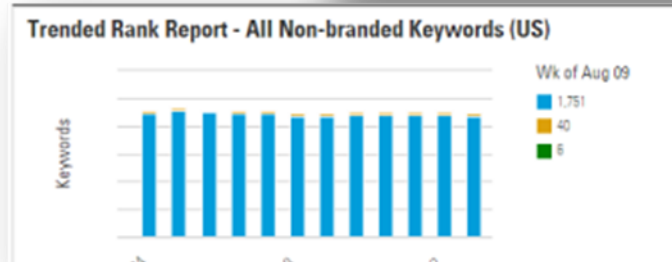 Trended Rank Report - All Non-branded Keywords (US)
Wk of Aug 09
1,751
40
6
Keywords